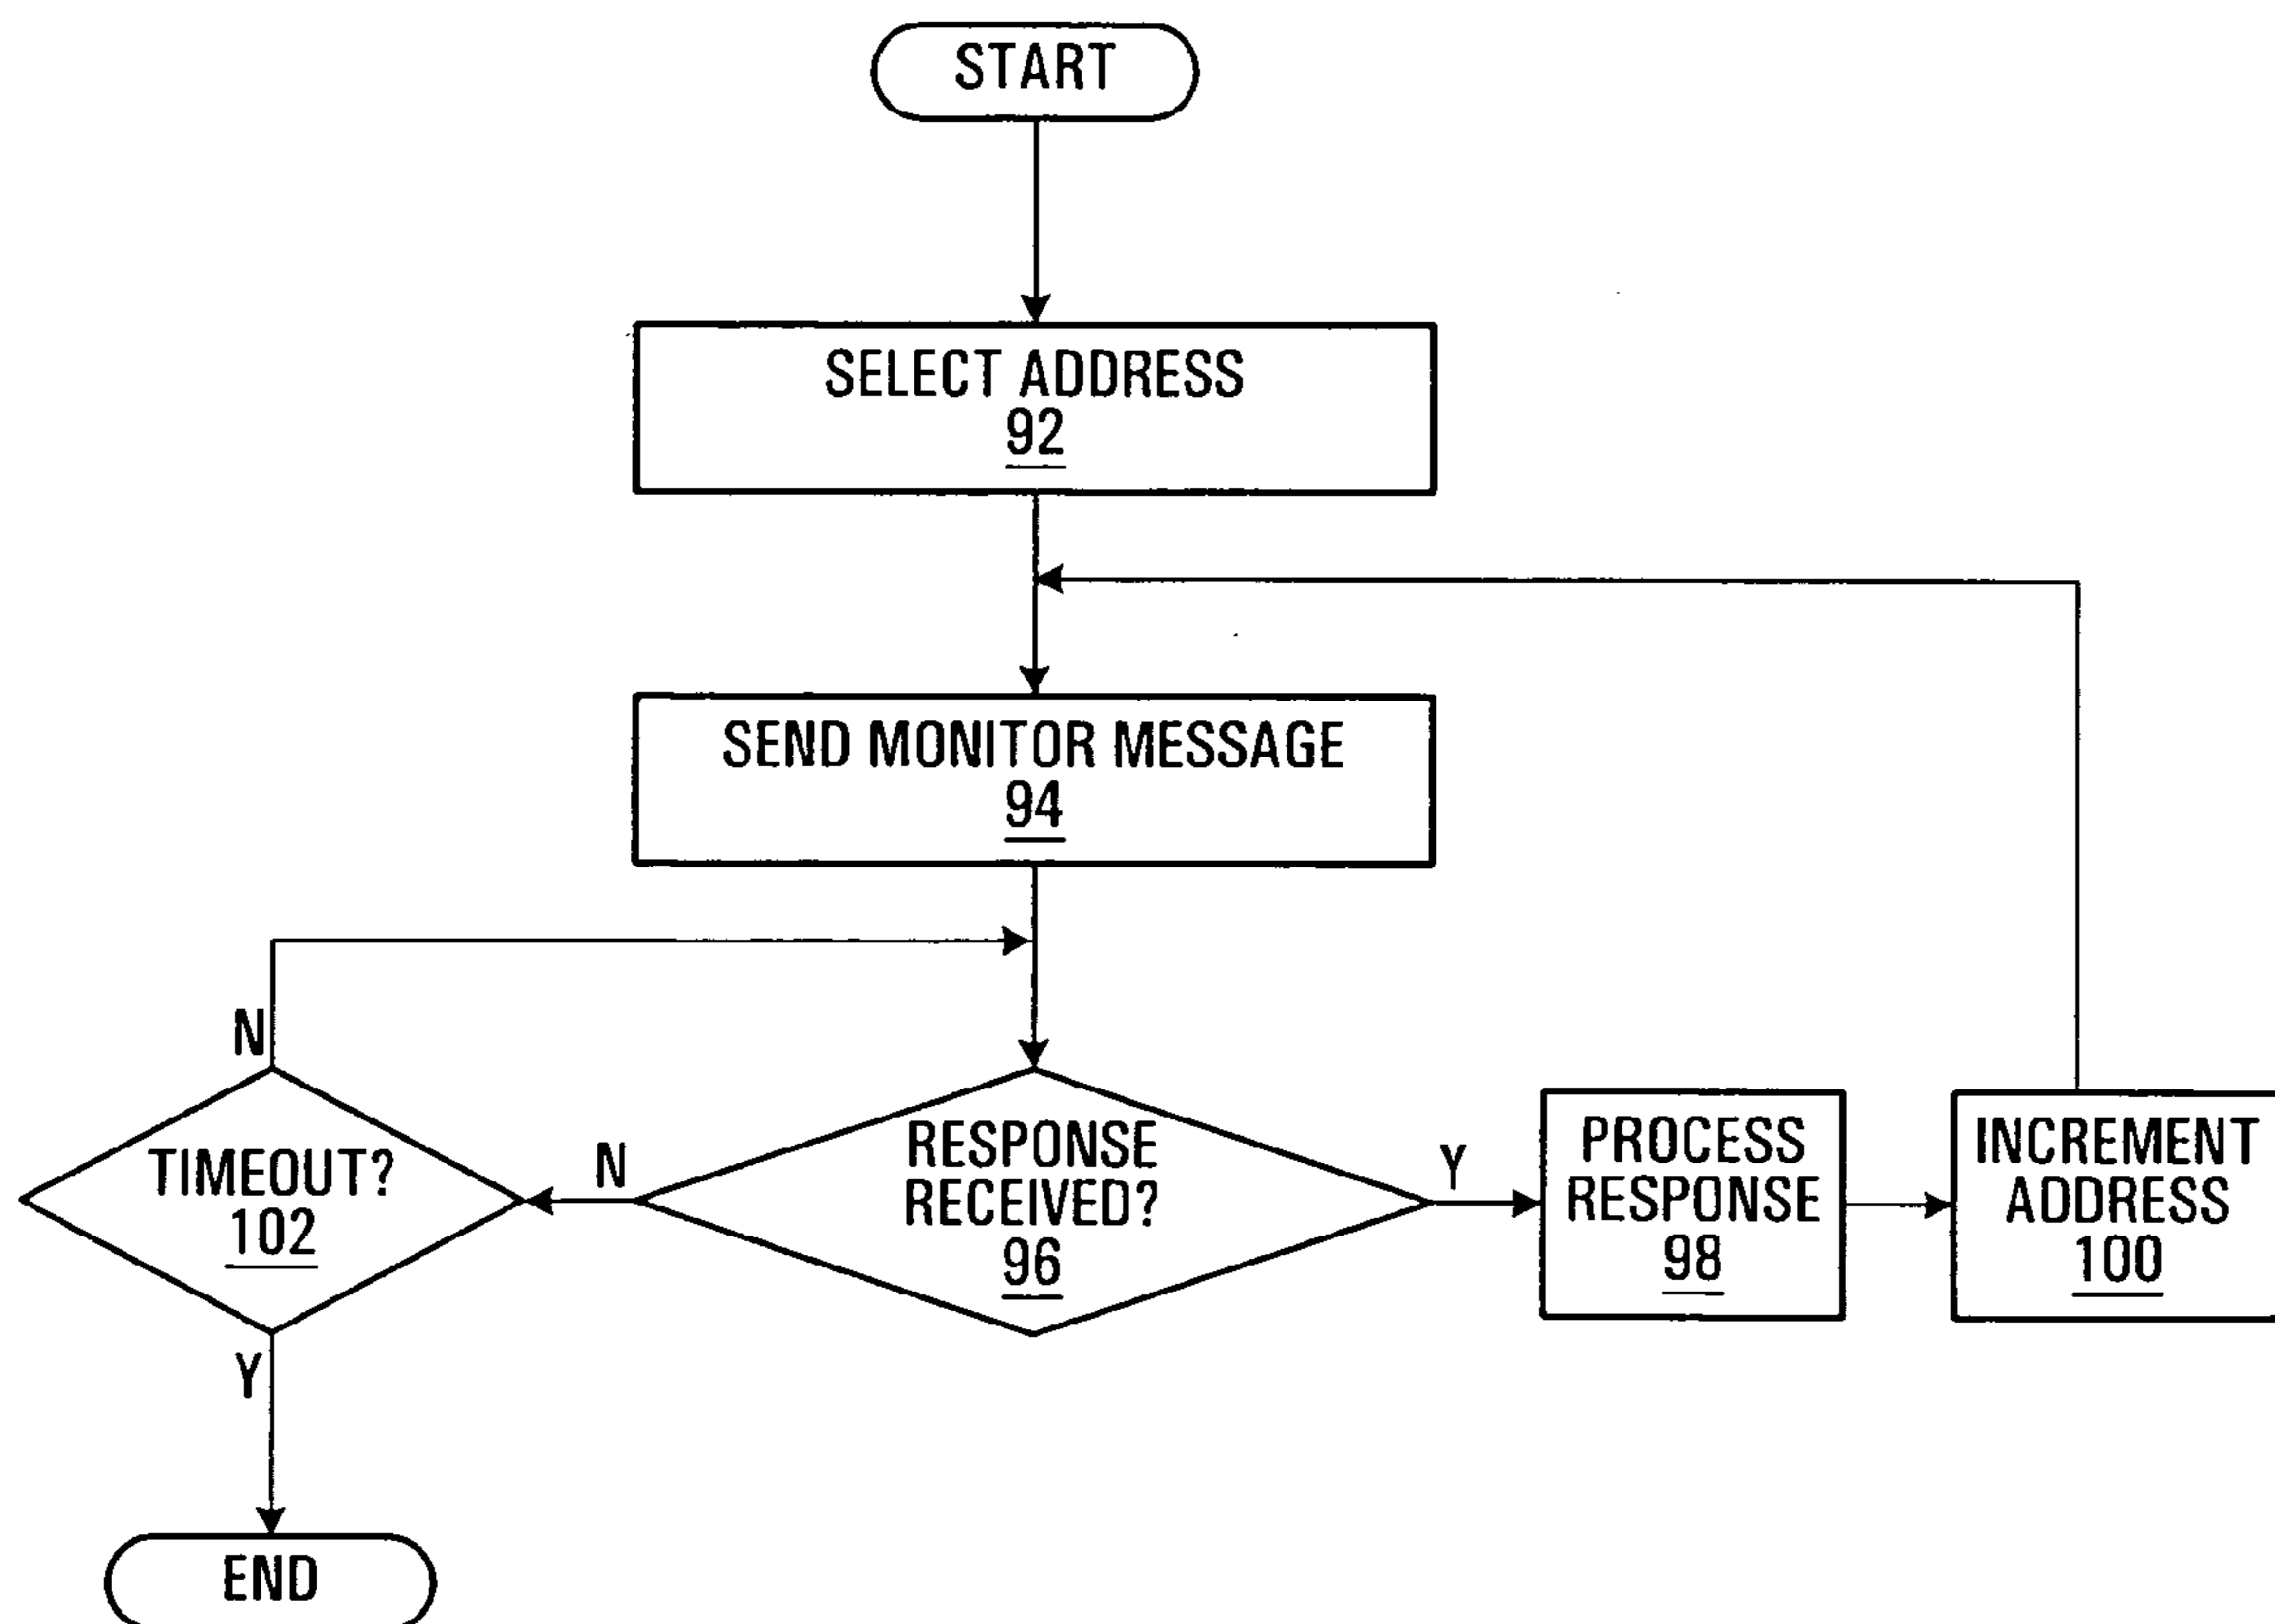 START
SELECT ADDRESS
92
SEND MONITOR MESSAGE
94
N
TIMEOUT?
102
N
RESPONSE
RECEIVED?
96
Y
PROCESS
RESPONSE
98
INCREMENT
ADDRESS
100
Y
END